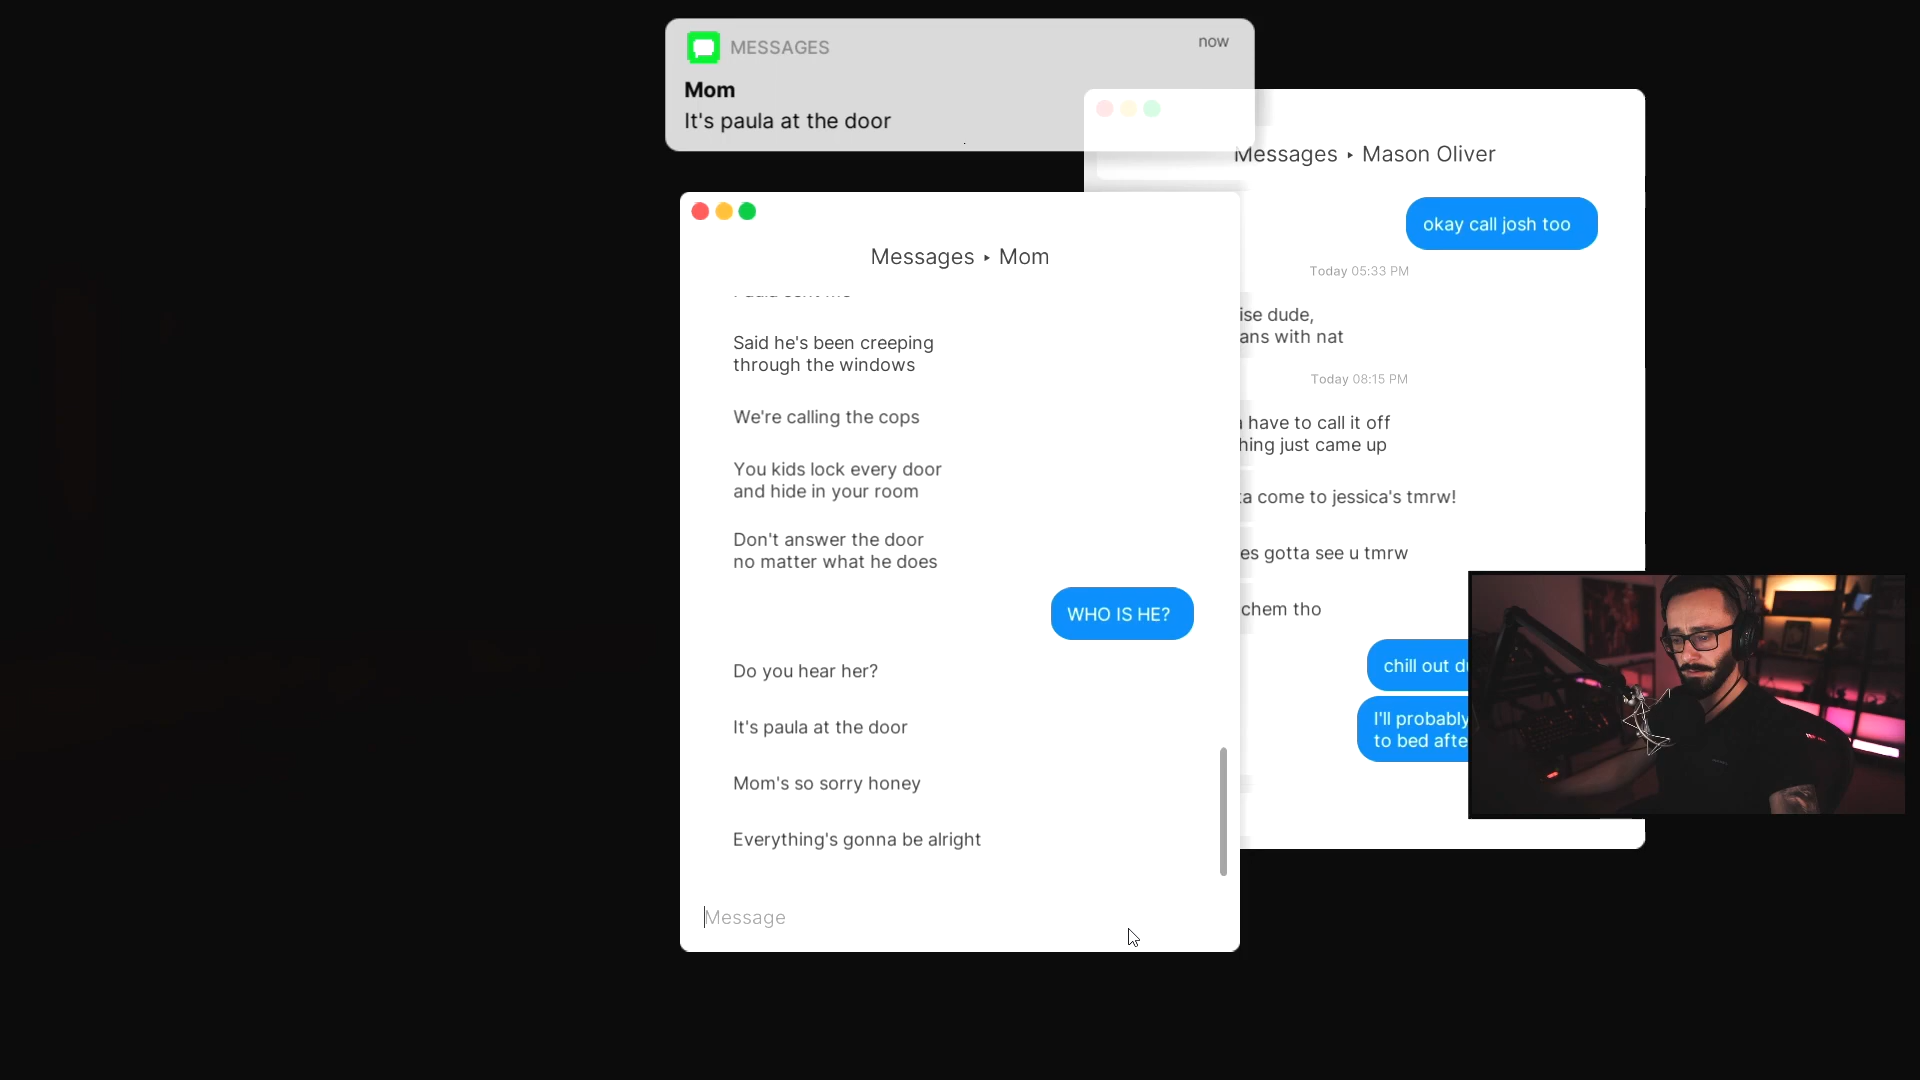 MESSAGES
now
Mom
It's paula at the door
Messages ‣ Mason Oliver
okay call josh too
Today 05:33 PM
dude,
with nat
Today 08:15 PM
have to call it off
just came up
come to jessica's tmrw!
gotta see u tmrw
chem tho
chill out
I'll probably
to bed
Messages ‣ Mom
Said he's been creeping
through the windows
We're calling the cops
You kids lock every door
and hide in your room
Don't answer the door
no matter what he does
WHO IS HE?
Do you hear her?
It's paula at the door
Mom's so sorry honey
Everything's gonna be alright
Message